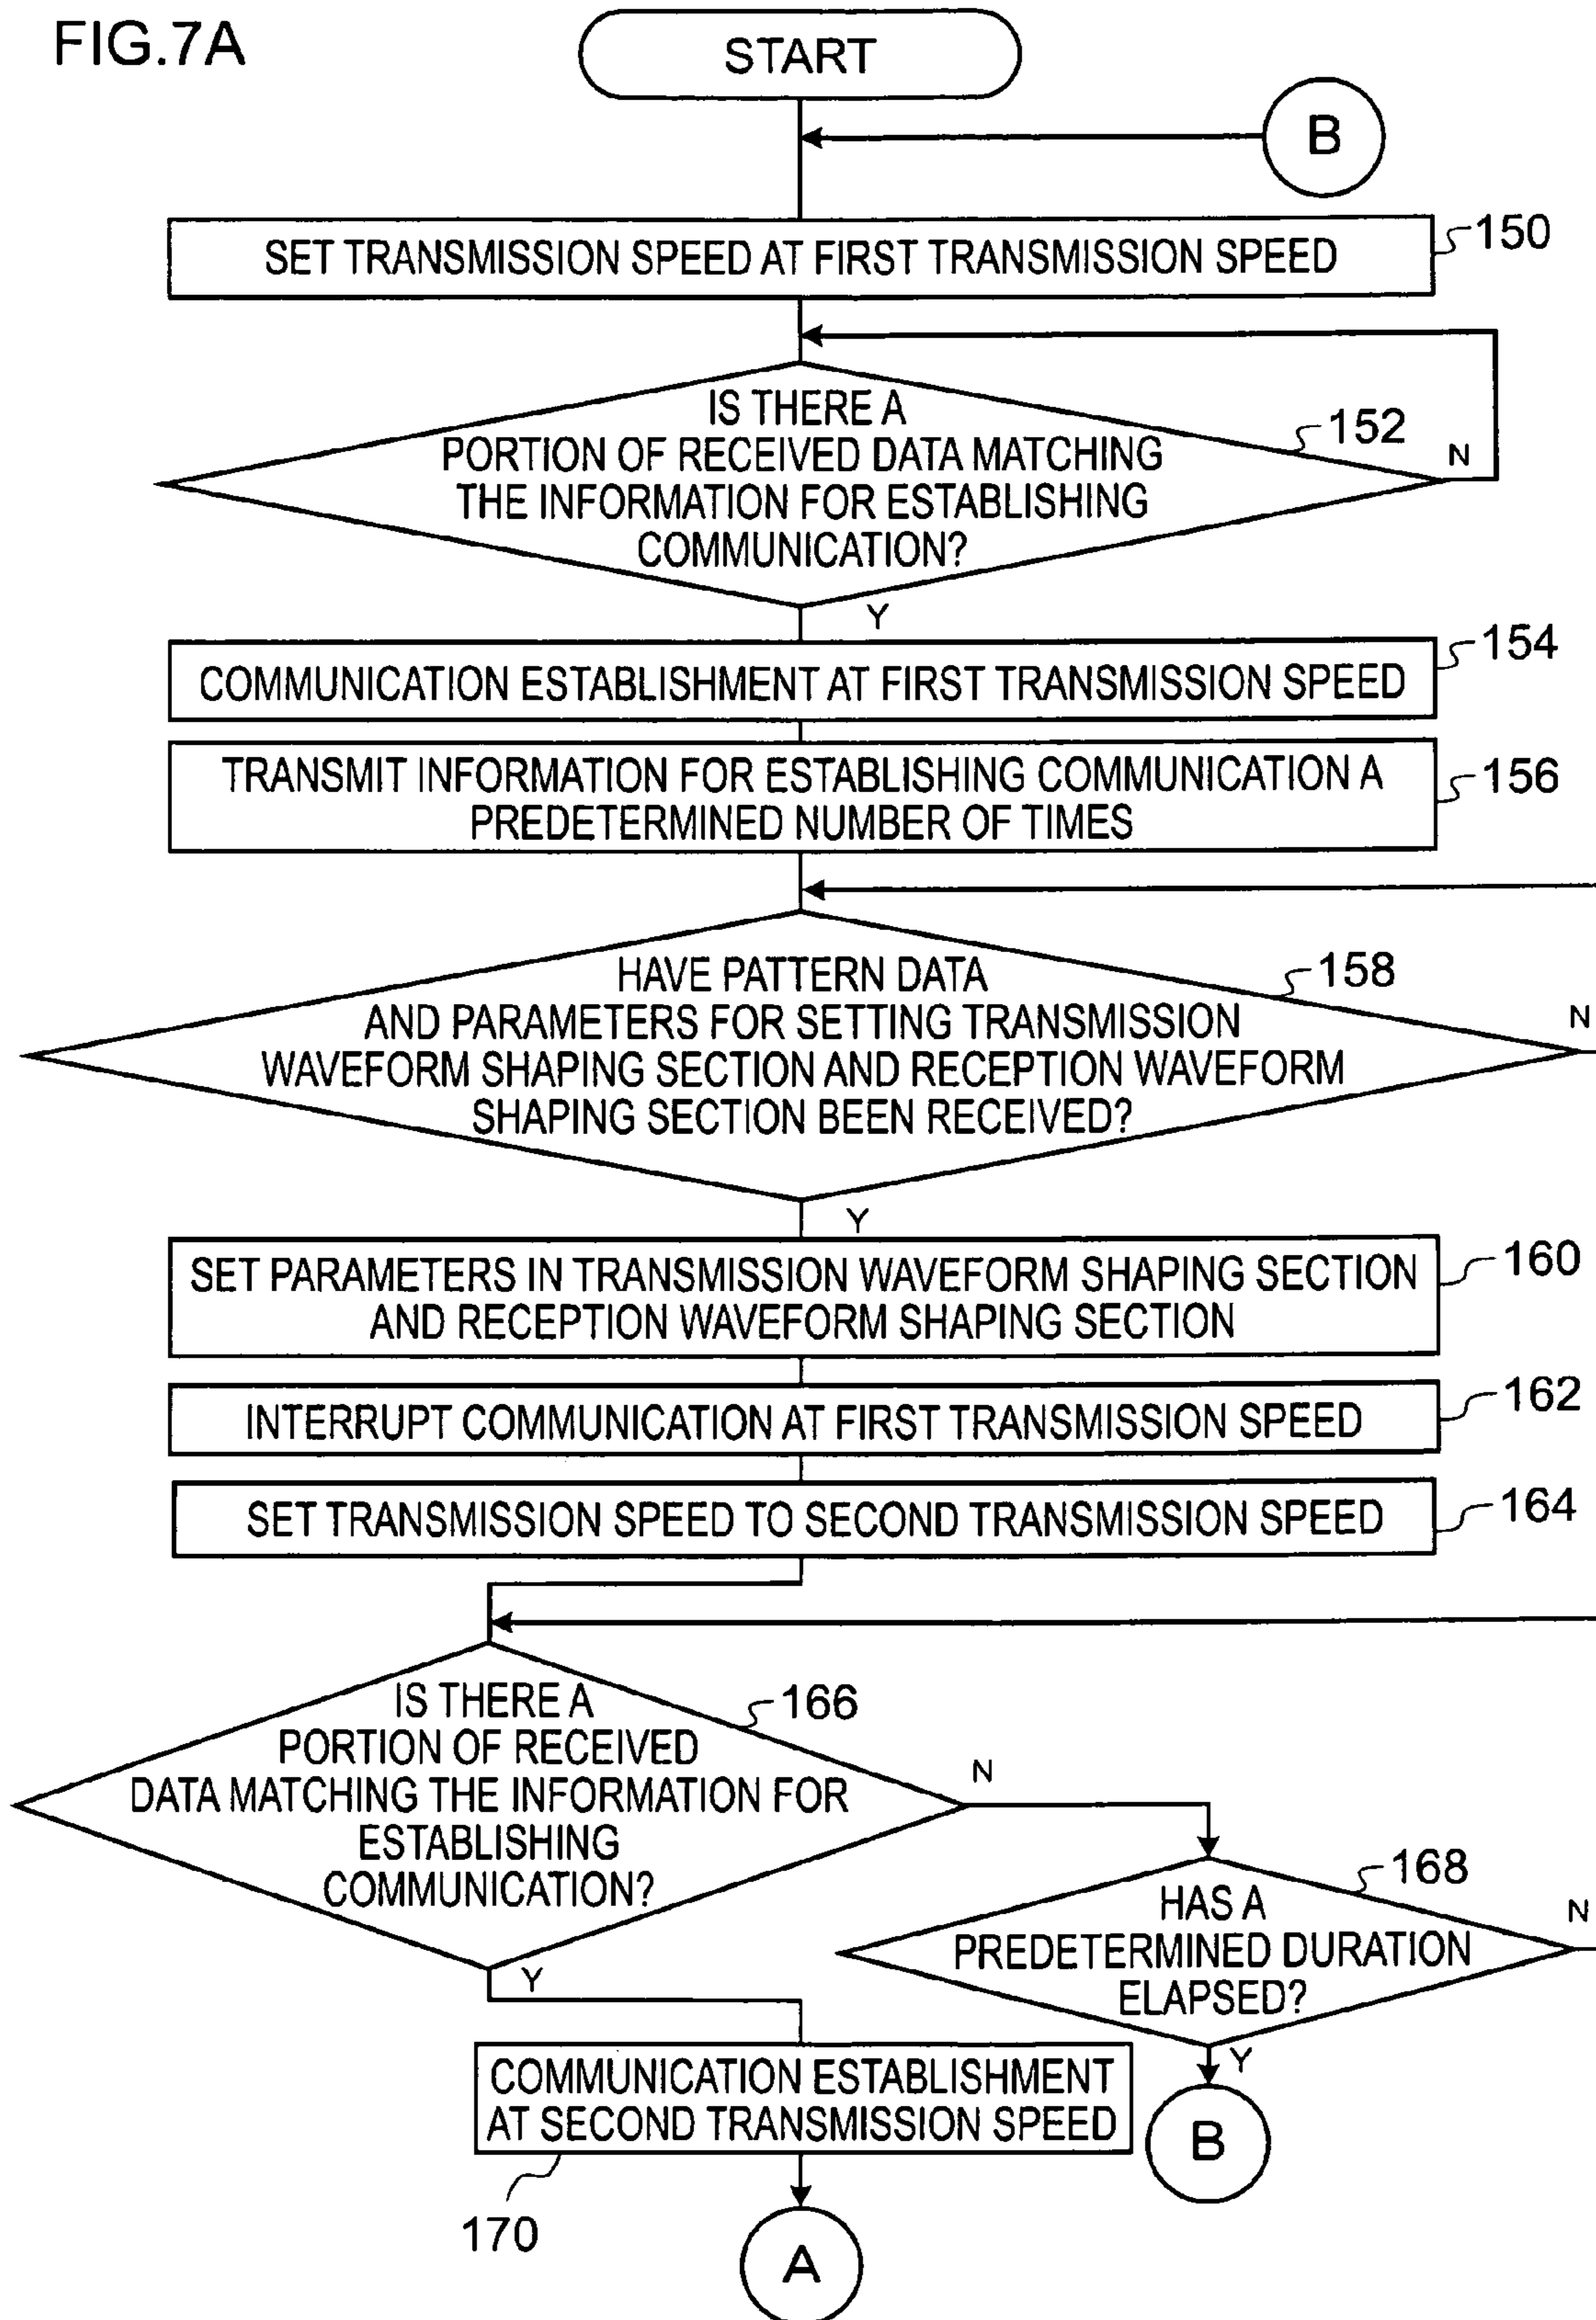 FIG.7A
START
B
SET TRANSMISSION SPEED AT FIRST TRANSMISSION SPEED
150
IS THERE A
PORTION OF RECEIVED DATA MATCHING
THE INFORMATION FOR ESTABLISHING
COMMUNICATION?
152
N
Y
COMMUNICATION ESTABLISHMENT AT FIRST TRANSMISSION SPEED
154
TRANSMIT INFORMATION FOR ESTABLISHING COMMUNICATION A
PREDETERMINED NUMBER OF TIMES
156
HAVE PATTERN DATA
AND PARAMETERS FOR SETTING TRANSMISSION
WAVEFORM SHAPING SECTION AND RECEPTION WAVEFORM
SHAPING SECTION BEEN RECEIVED?
158
N
Y
SET PARAMETERS IN TRANSMISSION WAVEFORM SHAPING SECTION
AND RECEPTION WAVEFORM SHAPING SECTION
160
INTERRUPT COMMUNICATION AT FIRST TRANSMISSION SPEED
162
SET TRANSMISSION SPEED TO SECOND TRANSMISSION SPEED
164
IS THERE A
PORTION OF RECEIVED
DATA MATCHING THE INFORMATION FOR
ESTABLISHING
COMMUNICATION?
166
N
Y
HAS A
PREDETERMINED DURATION
ELAPSED?
168
N
Y
B
COMMUNICATION ESTABLISHMENT
AT SECOND TRANSMISSION SPEED
170
A